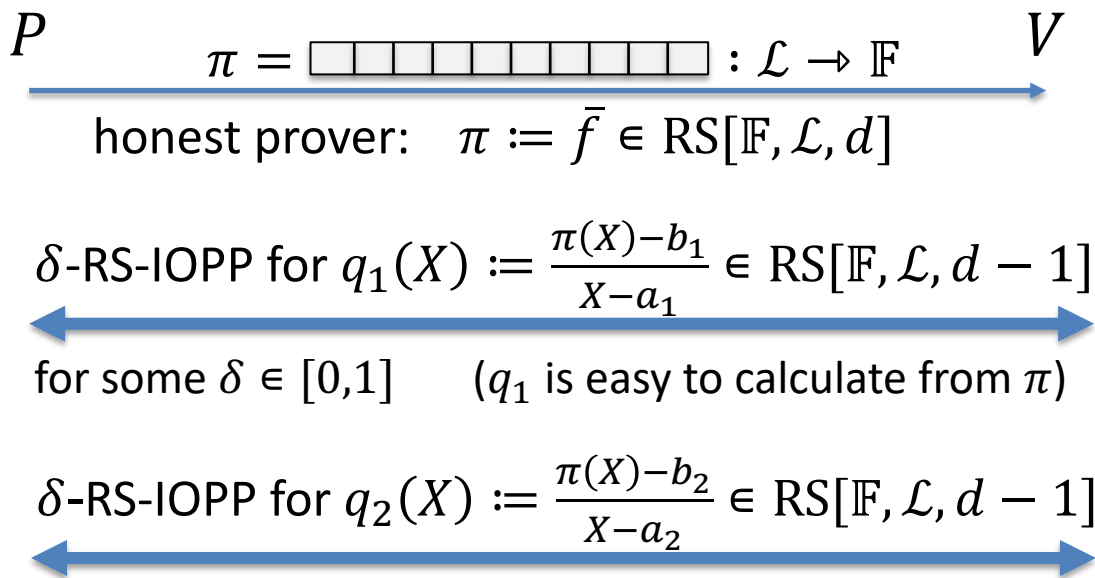 P V
π = : ℒ → 𝔽
honest prover: π := f̄ ∈ RS[𝔽, ℒ, d]
δ-RS-IOPP for q₁(X) := (π(X)−b₁)/(X−a₁) ∈ RS[𝔽, ℒ, d − 1]
for some δ ∈ [0,1] (q₁ is easy to calculate from π)
δ-RS-IOPP for q₂(X) := (π(X)−b₂)/(X−a₂) ∈ RS[𝔽, ℒ, d − 1]